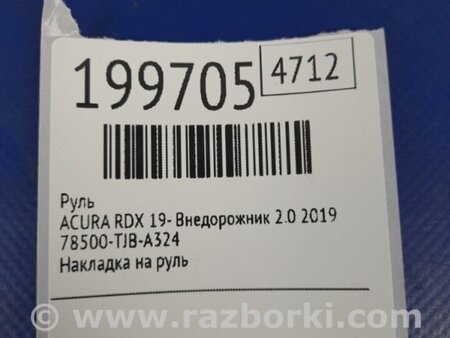 199705
4712
Руль
ACURA RDX 19- Внедорожник 2.0 2019
78500-TJB-A324
Накладка на руль
www.razborki.com